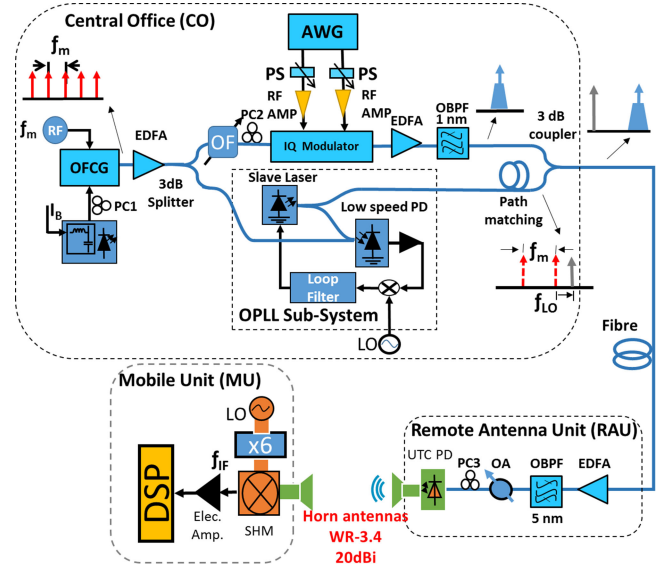 Central Office (CO)
fm
AWG
PS
PS
RF
AMP
RF
AMP
fm
RF
EDFA
PC2
OF
IQ Modulator
EDFA
OBPF
1 nm
3 dB
coupler
OFCG
3dB
Splitter
PC1
IB
Slave Laser
Low speed PD
Path
matching
Loop
Filter
OPLL Sub-System
LO
fm
fLO
Fibre
Mobile Unit (MU)
LO
x6
fIF
DSP
Elec.
Amp.
SHM
Horn antennas
WR-3.4
20dBi
Remote Antenna Unit (RAU)
UTC PD
PC3
OA
OBPF
EDFA
5 nm